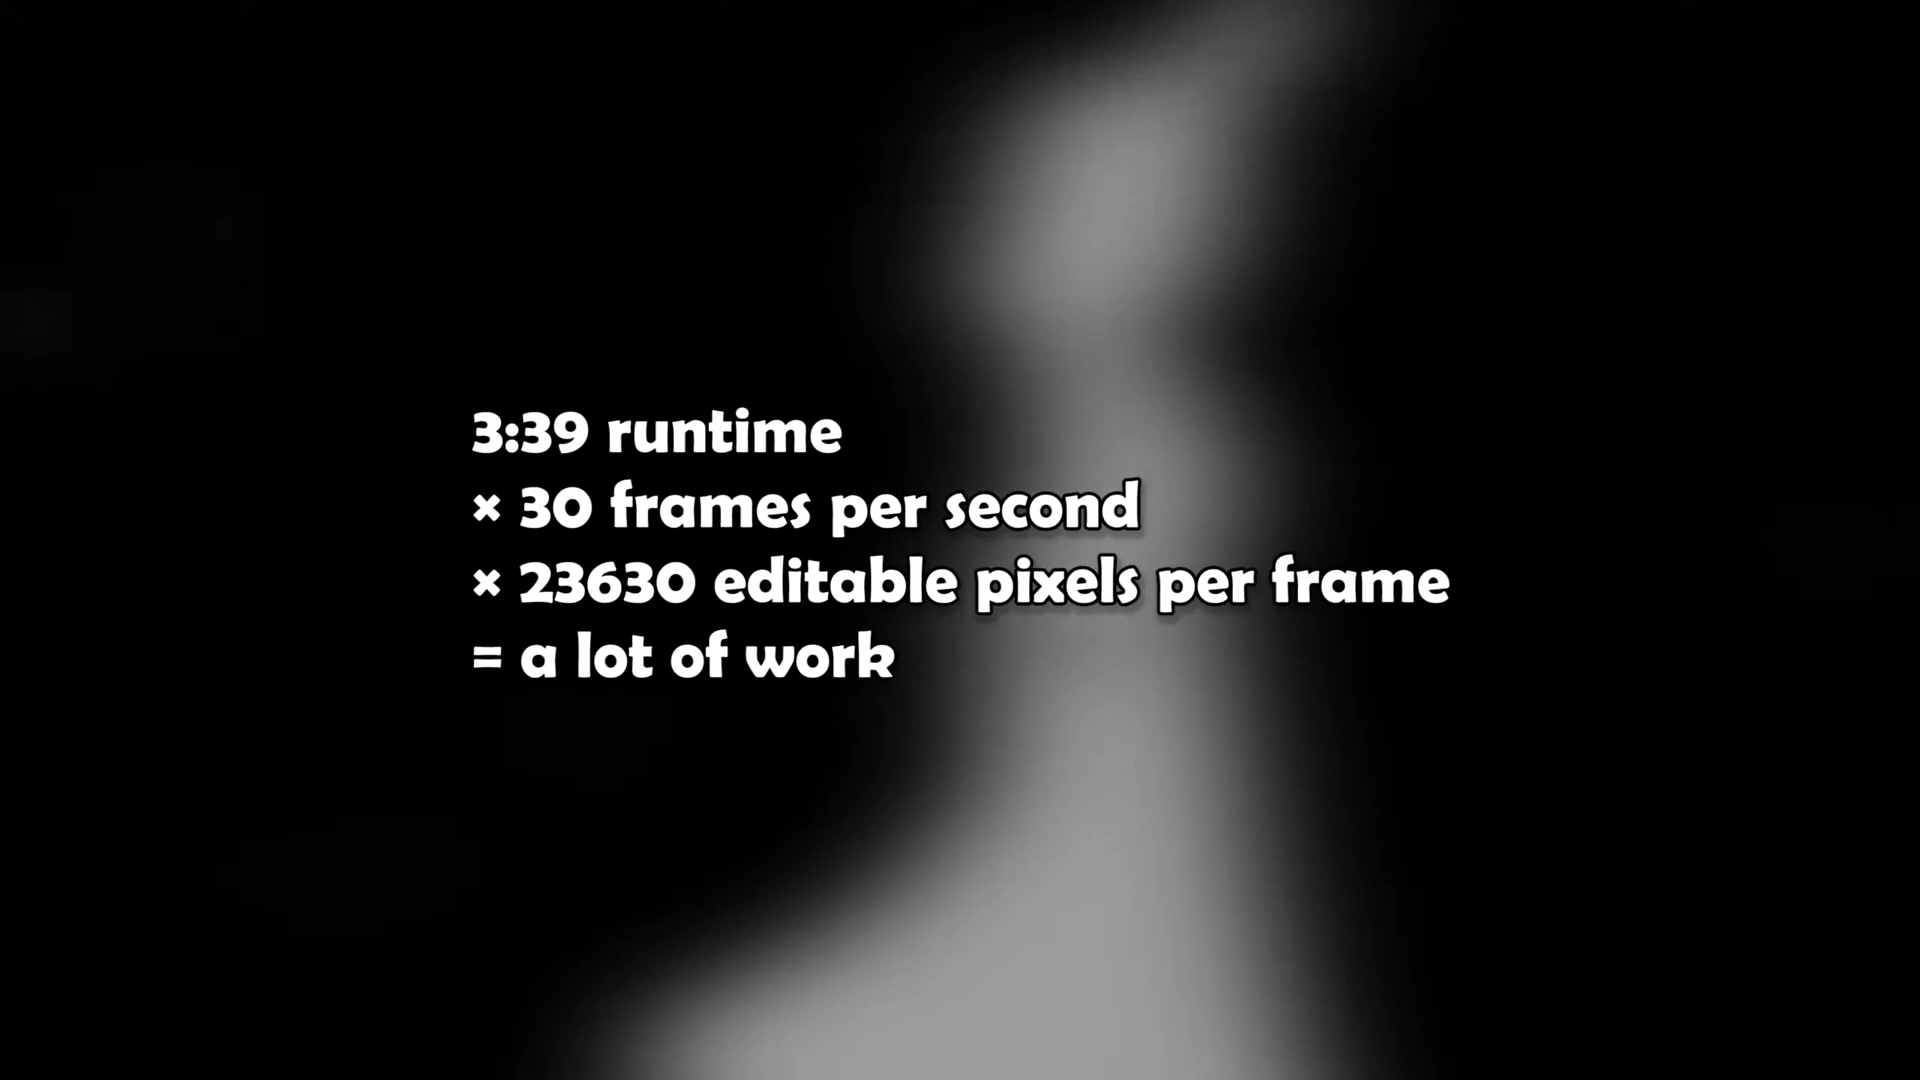 3:39 runtime
× 30 frames per second
× 23630 editable pixels per frame
= a lot of work